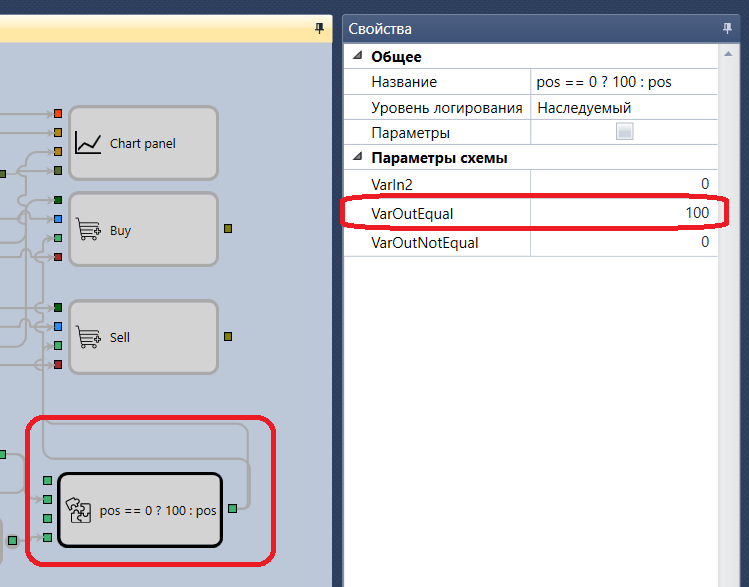 Свойства
Общее
Название pos == 0 ? 100 : pos
Уровень логирования Наследуемый
Параметры
Параметры схемы
VarIn2 0
VarOutEqual 100
VarOutNotEqual 0
Chart panel
Buy
Sell
pos == 0 ? 100 : pos